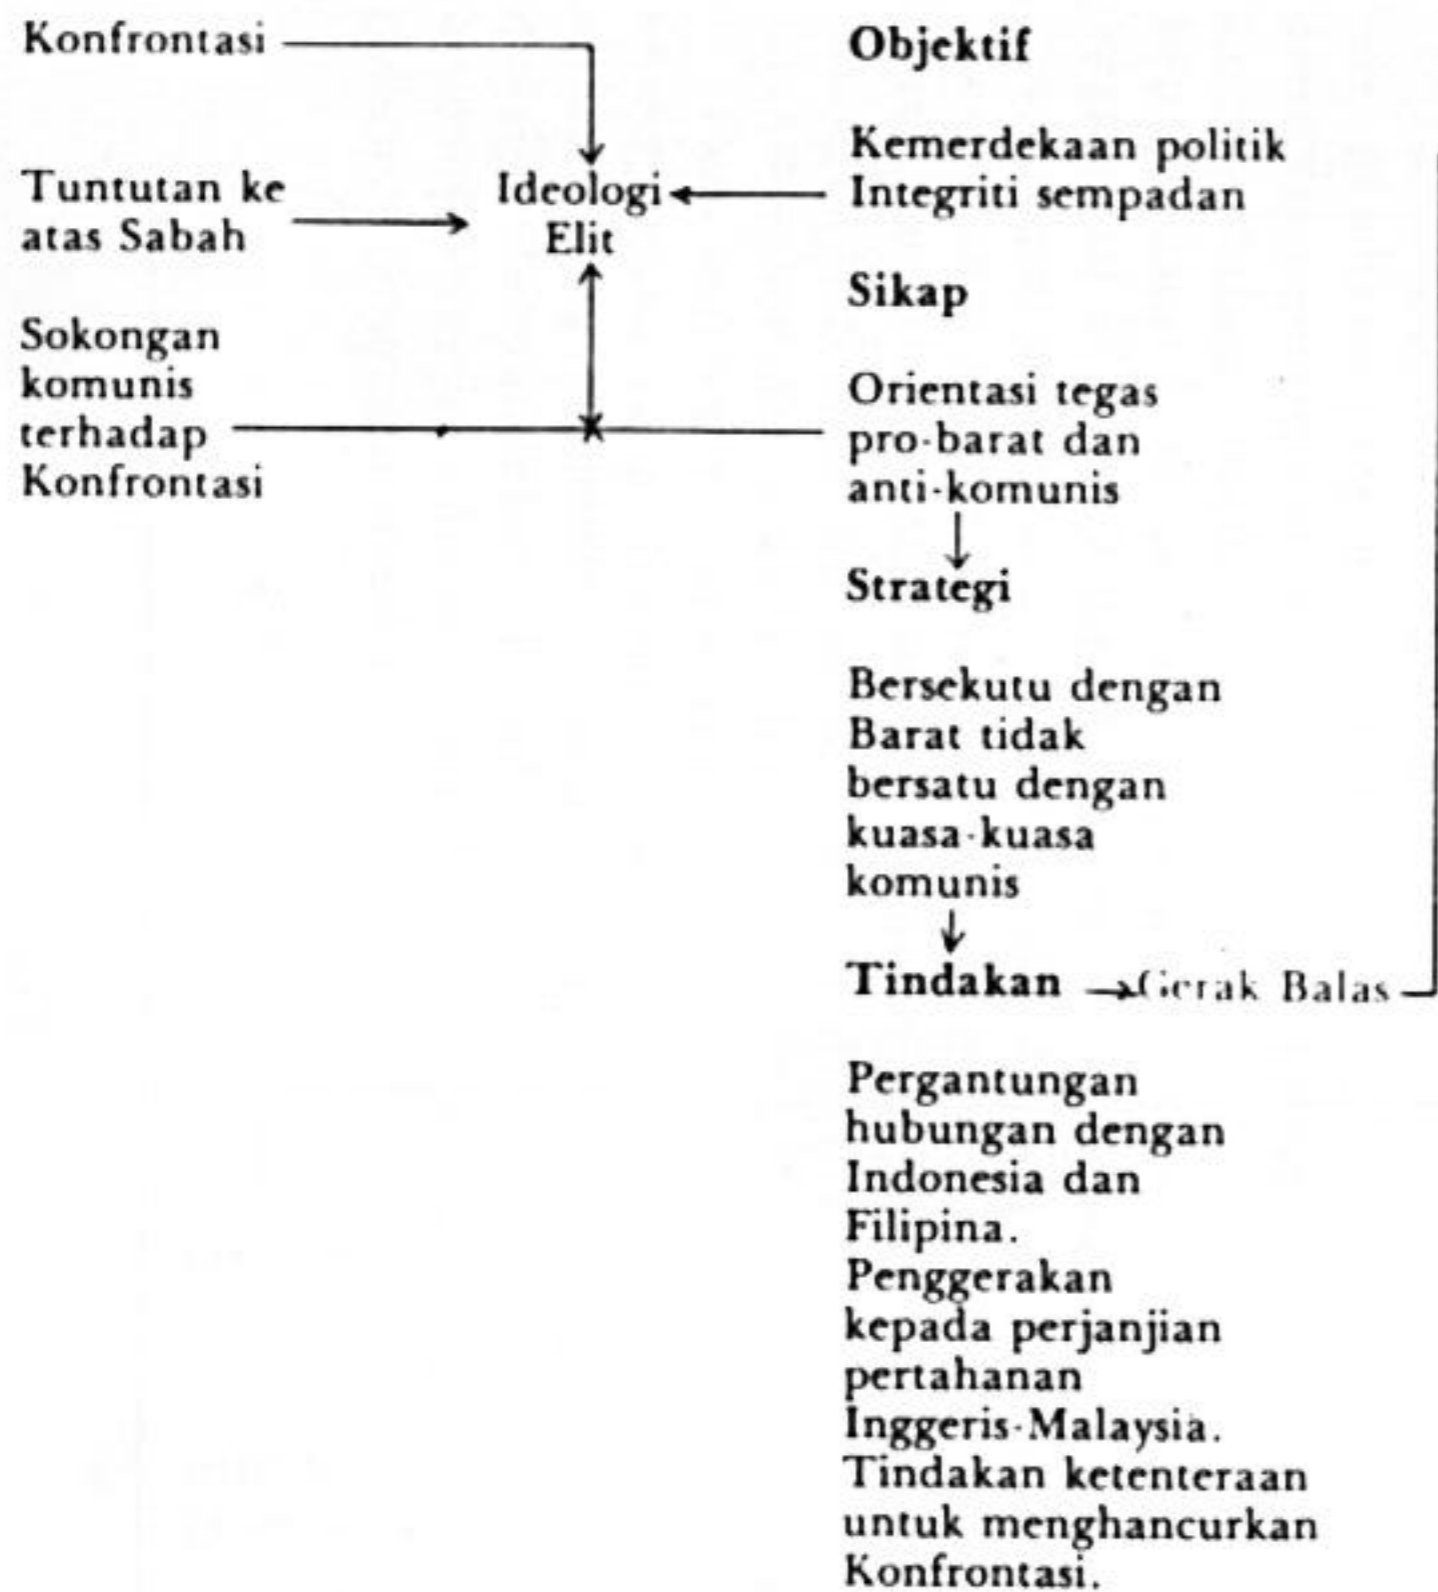 Konfrontasi
Tuntutan ke
atas Sabah
Sokongan
komunis
terhadap
Konfrontasi
Ideologi
Elit
Objektif
Kemerdekaan politik
Integriti sempadan
Sikap
Orientasi tegas
pro-barat dan
anti-komunis
Strategi
Bersekutu dengan
Barat tidak
bersatu dengan
kuasa-kuasa
komunis
Tindakan Gerak Balas
Pergantungan
hubungan dengan
Indonesia dan
Filipina.
Penggerakan
kepada perjanjian
pertahanan
Inggeris-Malaysia.
Tindakan ketenteraan
untuk menghancurkan
Konfrontasi.